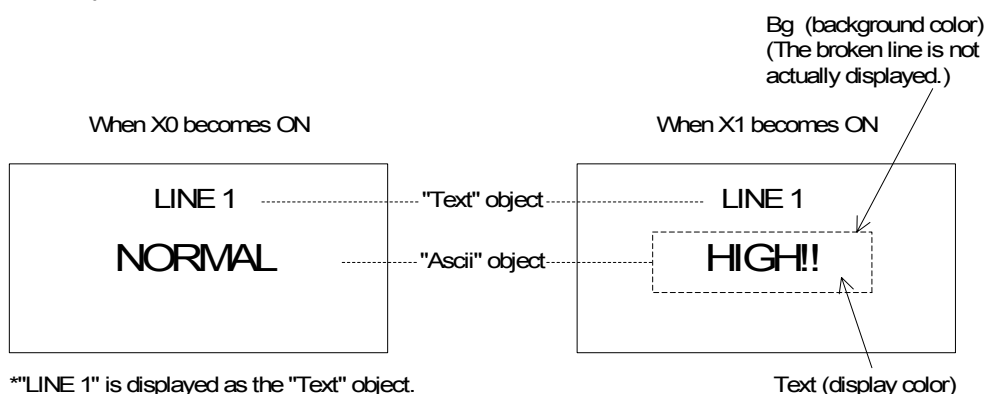 Bg (background color)
(The broken line is not
actually displayed.)
When X0 becomes ON
When X1 becomes ON
LINE 1
"Text" object
LINE 1
NORMAL
"Ascii" object
HIGH!!
*"LINE 1" is displayed as the "Text" object.
Text (display color)